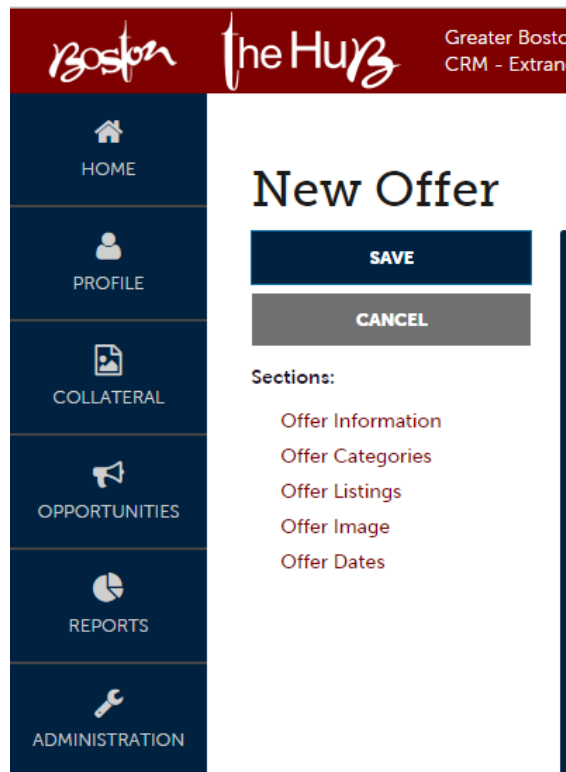 Boston
the HuB
Greater Bosto
CRM - Extran
HOME
PROFILE
COLLATERAL
OPPORTUNITIES
REPORTS
ADMINISTRATION
New Offer
SAVE
CANCEL
Sections:
Offer Information
Offer Categories
Offer Listings
Offer Image
Offer Dates